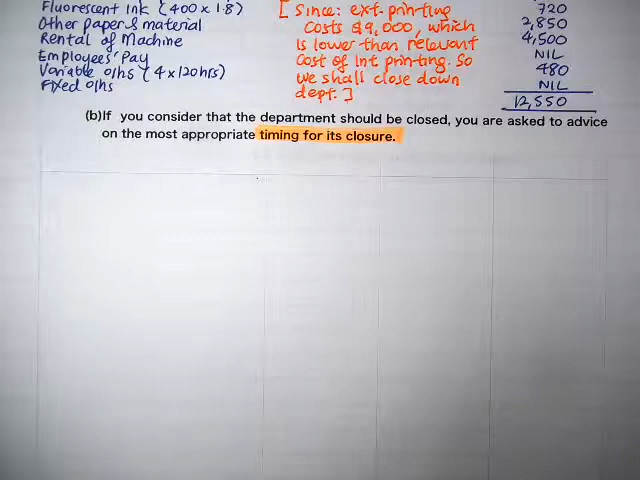 Fluorescent Ink (400 x 1.8) [Since: ext. printing 720
Other paper & material costs $9,000, which 2,850
Rental of Machine is lower than relevant 4,500
Employees' Pay cost of Int printing. So NIL
Variable o/hs (4 x 120hrs) we shall close down 480
Fixed o/hs dept.] NIL
12,550
(b)If you consider that the department should be closed, you are asked to advice
on the most appropriate timing for its closure.